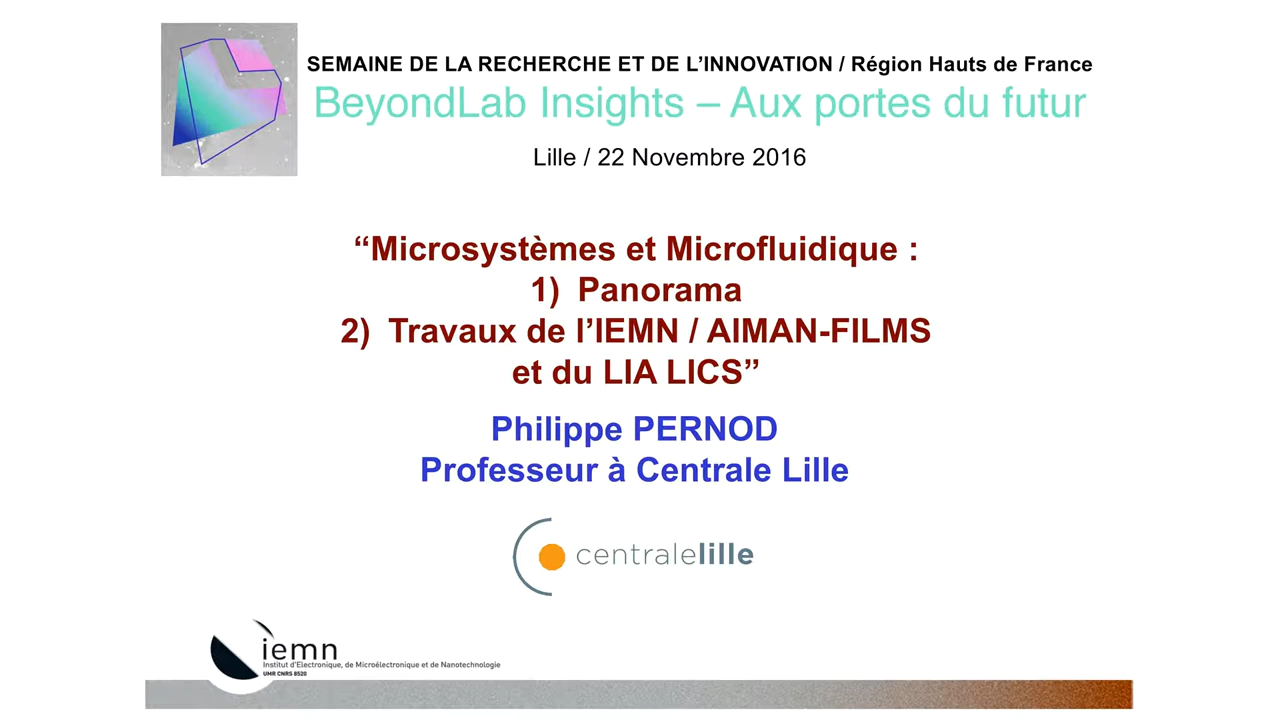 SEMAINE DE LA RECHERCHE ET DE L’INNOVATION / Région Hauts de France
BeyondLab Insights – Aux portes du futur
Lille / 22 Novembre 2016
“Microsystèmes et Microfluidique :
1) Panorama
2) Travaux de l’IEMN / AIMAN-FILMS
et du LIA LICS”
Philippe PERNOD
Professeur à Centrale Lille
centralelille
iemn
Institut d'Electronique, de Microélectronique et de Nanotechnologie
UMR CNRS 8520